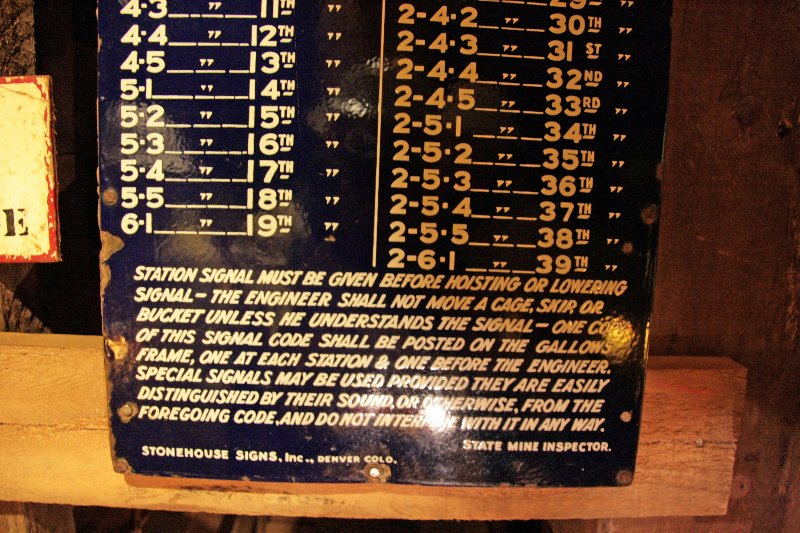 4·3 " 11TH "
4·4 " 12TH "
4·5 " 13TH "
5·1 " 14TH "
5·2 " 15TH "
5·3 " 16TH "
5·4 " 17TH "
5·5 " 18TH "
6·1 " 19TH "
29TH "
2-4·2 " 30TH "
2-4·3 " 31ST "
2-4·4 " 32ND "
2-4·5 " 33RD "
2-5·1 " 34TH "
2-5·2 " 35TH "
2-5·3 " 36TH "
2-5·4 " 37TH "
2-5·5 " 38TH "
2-6·1 " 39TH "
STATION SIGNAL MUST BE GIVEN BEFORE HOISTING OR LOWERING
SIGNAL – THE ENGINEER SHALL NOT MOVE A CAGE, SKIP OR
BUCKET UNLESS HE UNDERSTANDS THE SIGNAL – ONE COPY
OF THIS SIGNAL CODE SHALL BE POSTED ON THE GALLOWS
FRAME, ONE AT EACH STATION & ONE BEFORE THE ENGINEER.
SPECIAL SIGNALS MAY BE USED PROVIDED THEY ARE EASILY
DISTINGUISHED BY THEIR SOUND, OR OTHERWISE, FROM THE
FOREGOING CODE, AND DO NOT INTERFERE WITH IT IN ANY WAY.
STATE MINE INSPECTOR.
STONEHOUSE SIGNS, Inc., DENVER COLO.
E